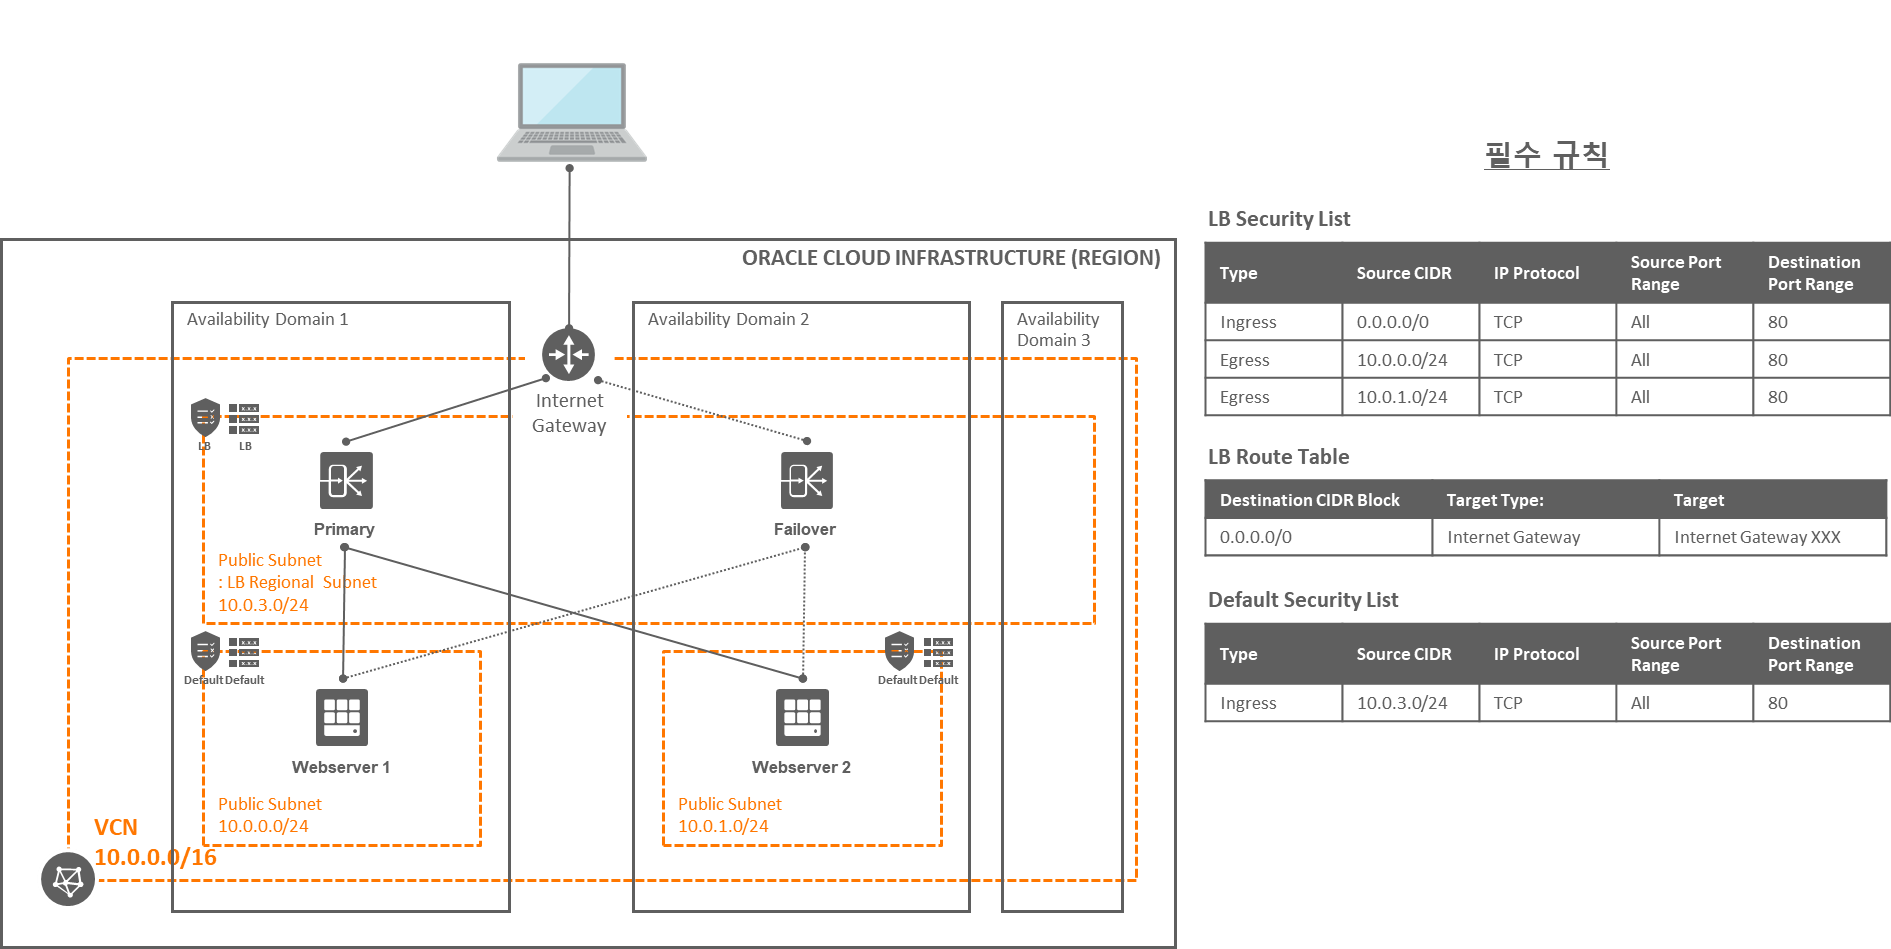 ORACLE CLOUD INFRASTRUCTURE (REGION)
Availability Domain 1
Availability Domain 2
Availability
Domain 3
Internet
Gateway
LB
LB
Primary
Failover
Public Subnet
: LB Regional Subnet
10.0.3.0/24
Default
Default
Default
Default
Webserver 1
Webserver 2
Public Subnet
10.0.0.0/24
Public Subnet
10.0.1.0/24
VCN
10.0.0.0/16
필수 규칙
LB Security List
Type Source CIDR IP Protocol Source Port Range Destination Port Range
Ingress 0.0.0.0/0 TCP All 80
Egress 10.0.0.0/24 TCP All 80
Egress 10.0.1.0/24 TCP All 80
LB Route Table
Destination CIDR Block Target Type: Target
0.0.0.0/0 Internet Gateway Internet Gateway XXX
Default Security List
Type Source CIDR IP Protocol Source Port Range Destination Port Range
Ingress 10.0.3.0/24 TCP All 80